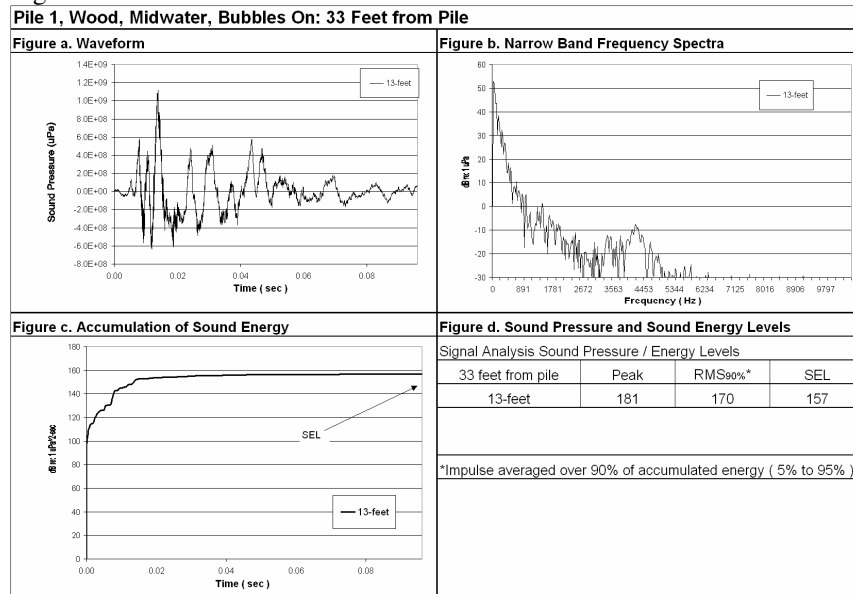 Pile 1, Wood, Midwater, Bubbles On: 33 Feet from Pile
Figure a. Waveform
1.4E+09
1.2E+09
1.0E+09
8.0E+08
6.0E+08
4.0E+08
2.0E+08
0.0E+00
-2.0E+08
-4.0E+08
-6.0E+08
-8.0E+08
Sound Pressure (uPa)
13-feet
0.00 0.02 0.04 0.06 0.08
Time ( sec )
Figure b. Narrow Band Frequency Spectra
60
50
40
30
20
10
0
-10
-20
-30
dB re: 1 uPa
13-feet
0 891 1781 2672 3563 4453 5344 6234 7125 8016 8906 9797
Frequency ( Hz )
Figure c. Accumulation of Sound Energy
180
160
140
120
100
80
60
40
20
0
dB re: 1 uPa^2-sec
SEL
13-feet
0.00 0.02 0.04 0.06 0.08
Time ( sec )
Figure d. Sound Pressure and Sound Energy Levels
Signal Analysis Sound Pressure / Energy Levels
33 feet from pile Peak RMS90%* SEL
13-feet 181 170 157
*Impulse averaged over 90% of accumulated energy ( 5% to 95% )